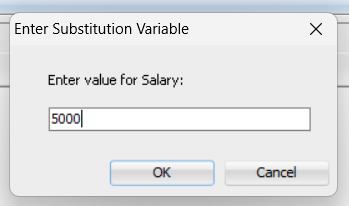 Enter Substitution Variable
Enter value for Salary:
5000
OK
Cancel